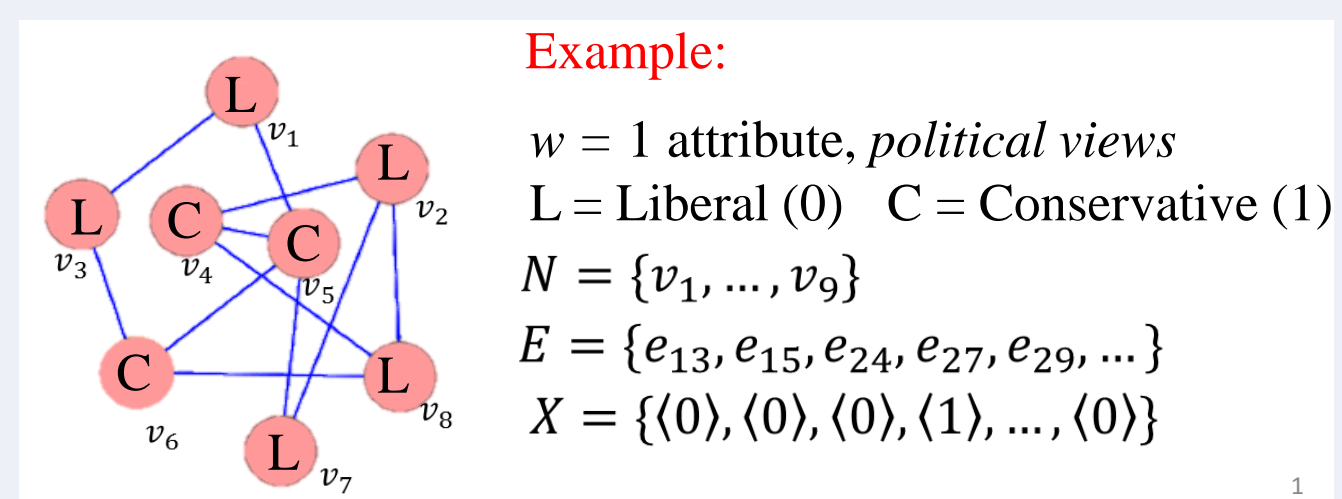 Example:
w = 1 attribute, political views
L = Liberal (0) C = Conservative (1)
N = {v₁, … , v₉}
E = {e₁₃, e₁₅, e₂₄, e₂₇, e₂₉, … }
X = {⟨0⟩, ⟨0⟩, ⟨0⟩, ⟨1⟩, … , ⟨0⟩}
L
v₁
L
v₂
L
v₃
C
v₄
C
v₅
C
v₆
L
v₇
L
v₈
1